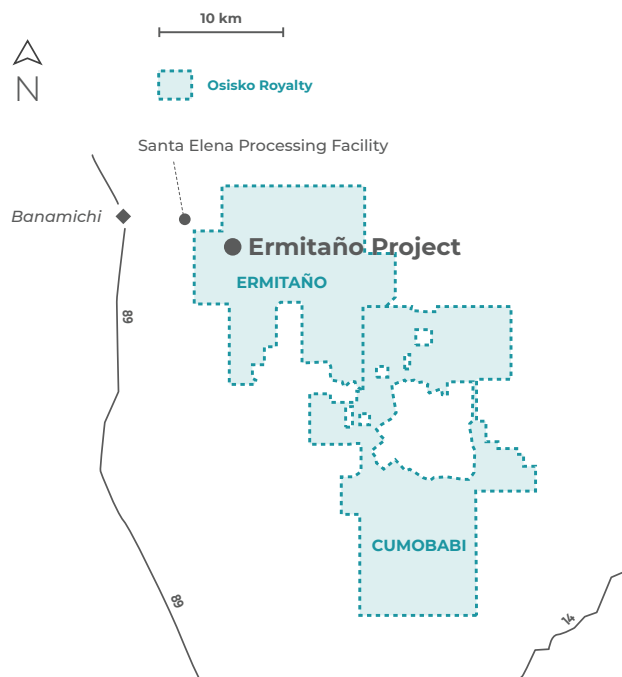 10 km
N
Osisko Royalty
Santa Elena Processing Facility
Banamichi
Ermitaño Project
ERMITAÑO
89
CUMOBABI
89
14